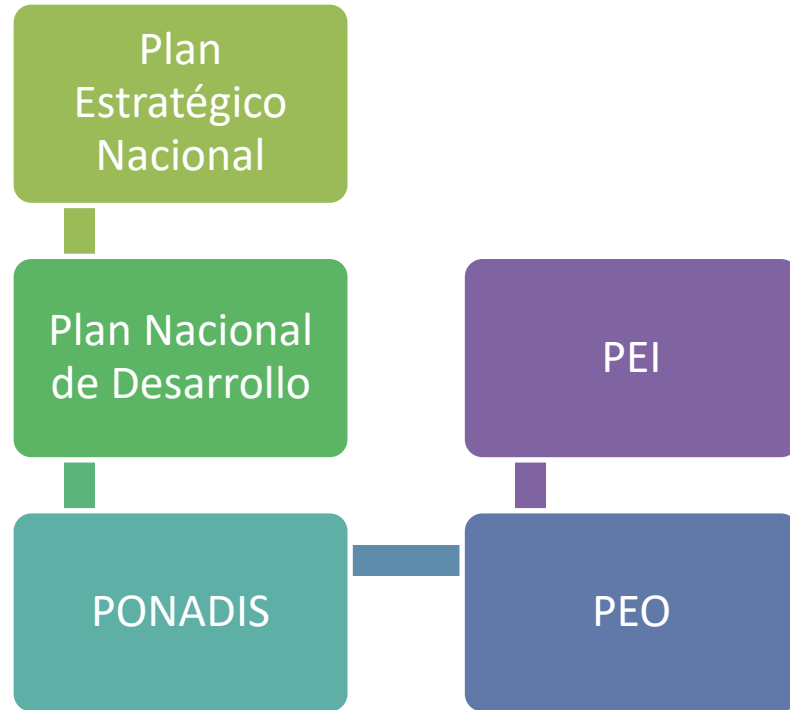 Plan
Estratégico
Nacional
Plan Nacional
de Desarrollo
PONADIS
PEO
PEI